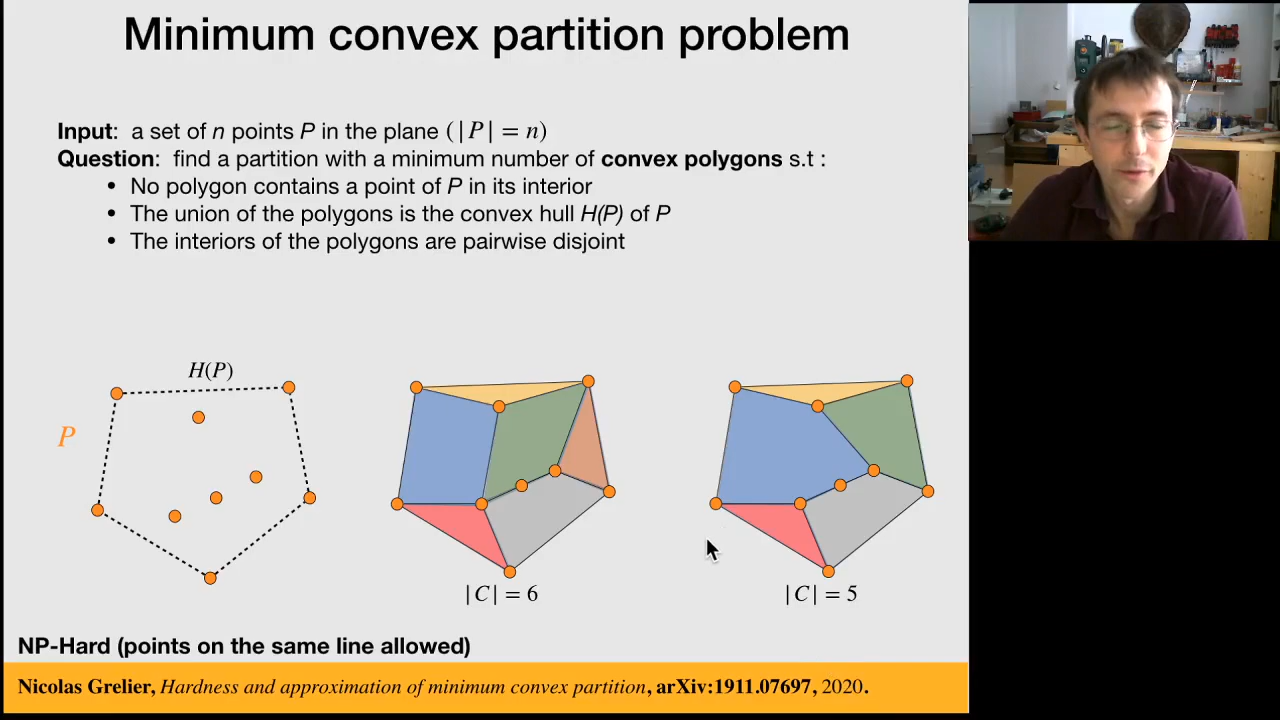 Minimum convex partition problem
Input: a set of n points P in the plane (|P| = n)
Question: find a partition with a minimum number of convex polygons s.t :
• No polygon contains a point of P in its interior
• The union of the polygons is the convex hull H(P) of P
• The interiors of the polygons are pairwise disjoint
H(P)
P
|C| = 6
|C| = 5
NP-Hard (points on the same line allowed)
Nicolas Grelier, Hardness and approximation of minimum convex partition, arXiv:1911.07697, 2020.